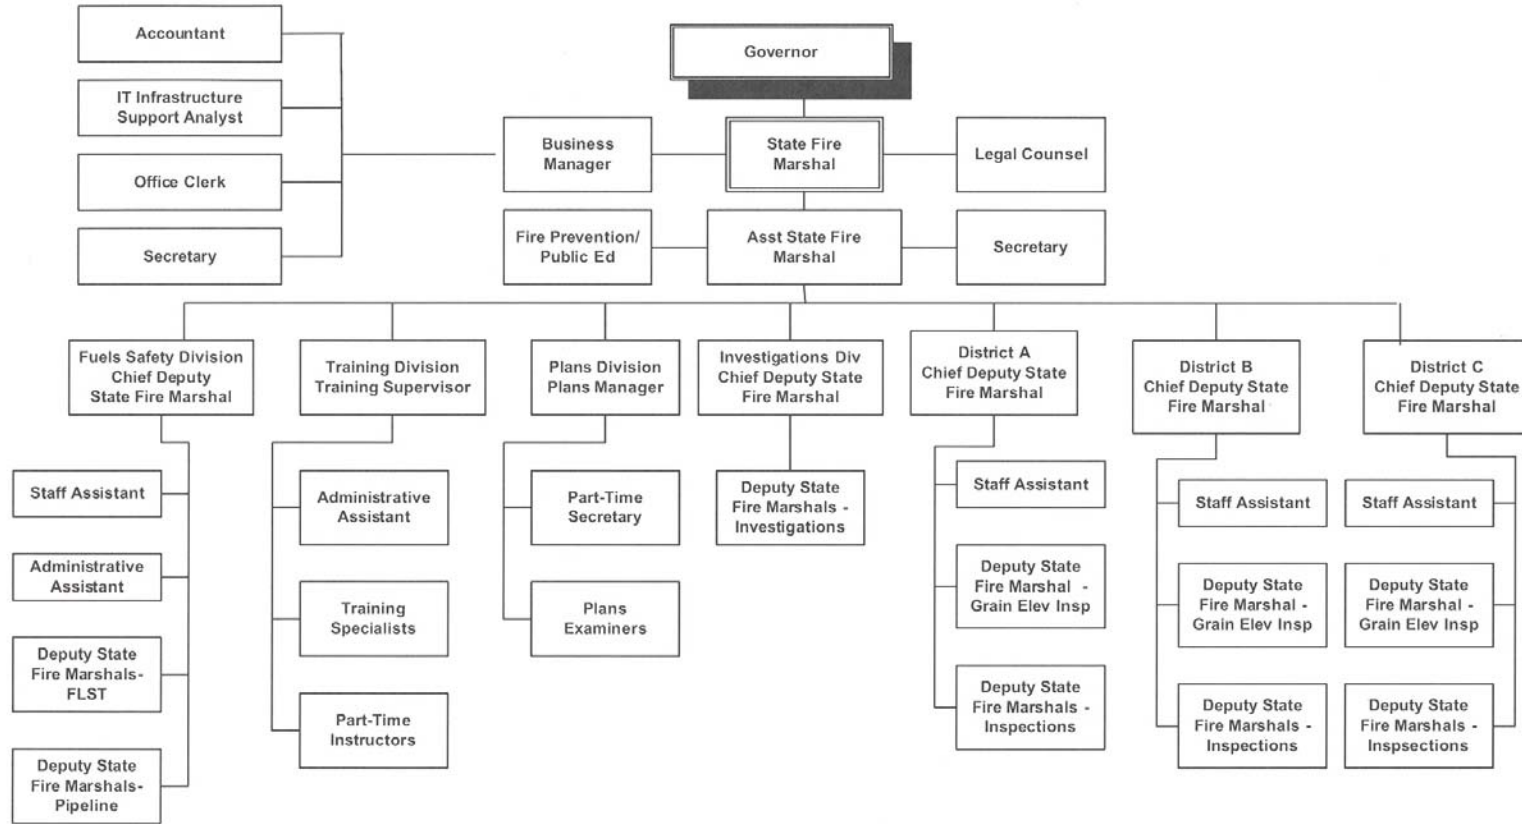 Accountant
Governor
IT Infrastructure
Support Analyst
Business
Manager
State Fire
Marshal
Legal Counsel
Office Clerk
Fire Prevention/
Public Ed
Asst State Fire
Marshal
Secretary
Secretary
Fuels Safety Division
Chief Deputy
State Fire Marshal
Training Division
Training Supervisor
Plans Division
Plans Manager
Investigations Div
Chief Deputy State
Fire Marshal
District A
Chief Deputy State
Fire Marshal
District B
Chief Deputy State
Fire Marshal
District C
Chief Deputy State
Fire Marshal
Staff Assistant
Administrative
Assistant
Deputy State
Fire Marshals-
FLST
Deputy State
Fire Marshals-
Pipeline
Administrative
Assistant
Training
Specialists
Part-Time
Instructors
Part-Time
Secretary
Plans
Examiners
Deputy State
Fire Marshals -
Investigations
Staff Assistant
Deputy State
Fire Marshal -
Grain Elev Insp
Deputy State
Fire Marshals -
Inspections
Staff Assistant
Deputy State
Fire Marshal -
Grain Elev Insp
Deputy State
Fire Marshals -
Inspections
Staff Assistant
Deputy State
Fire Marshal -
Grain Elev Insp
Deputy State
Fire Marshals -
Inspsections